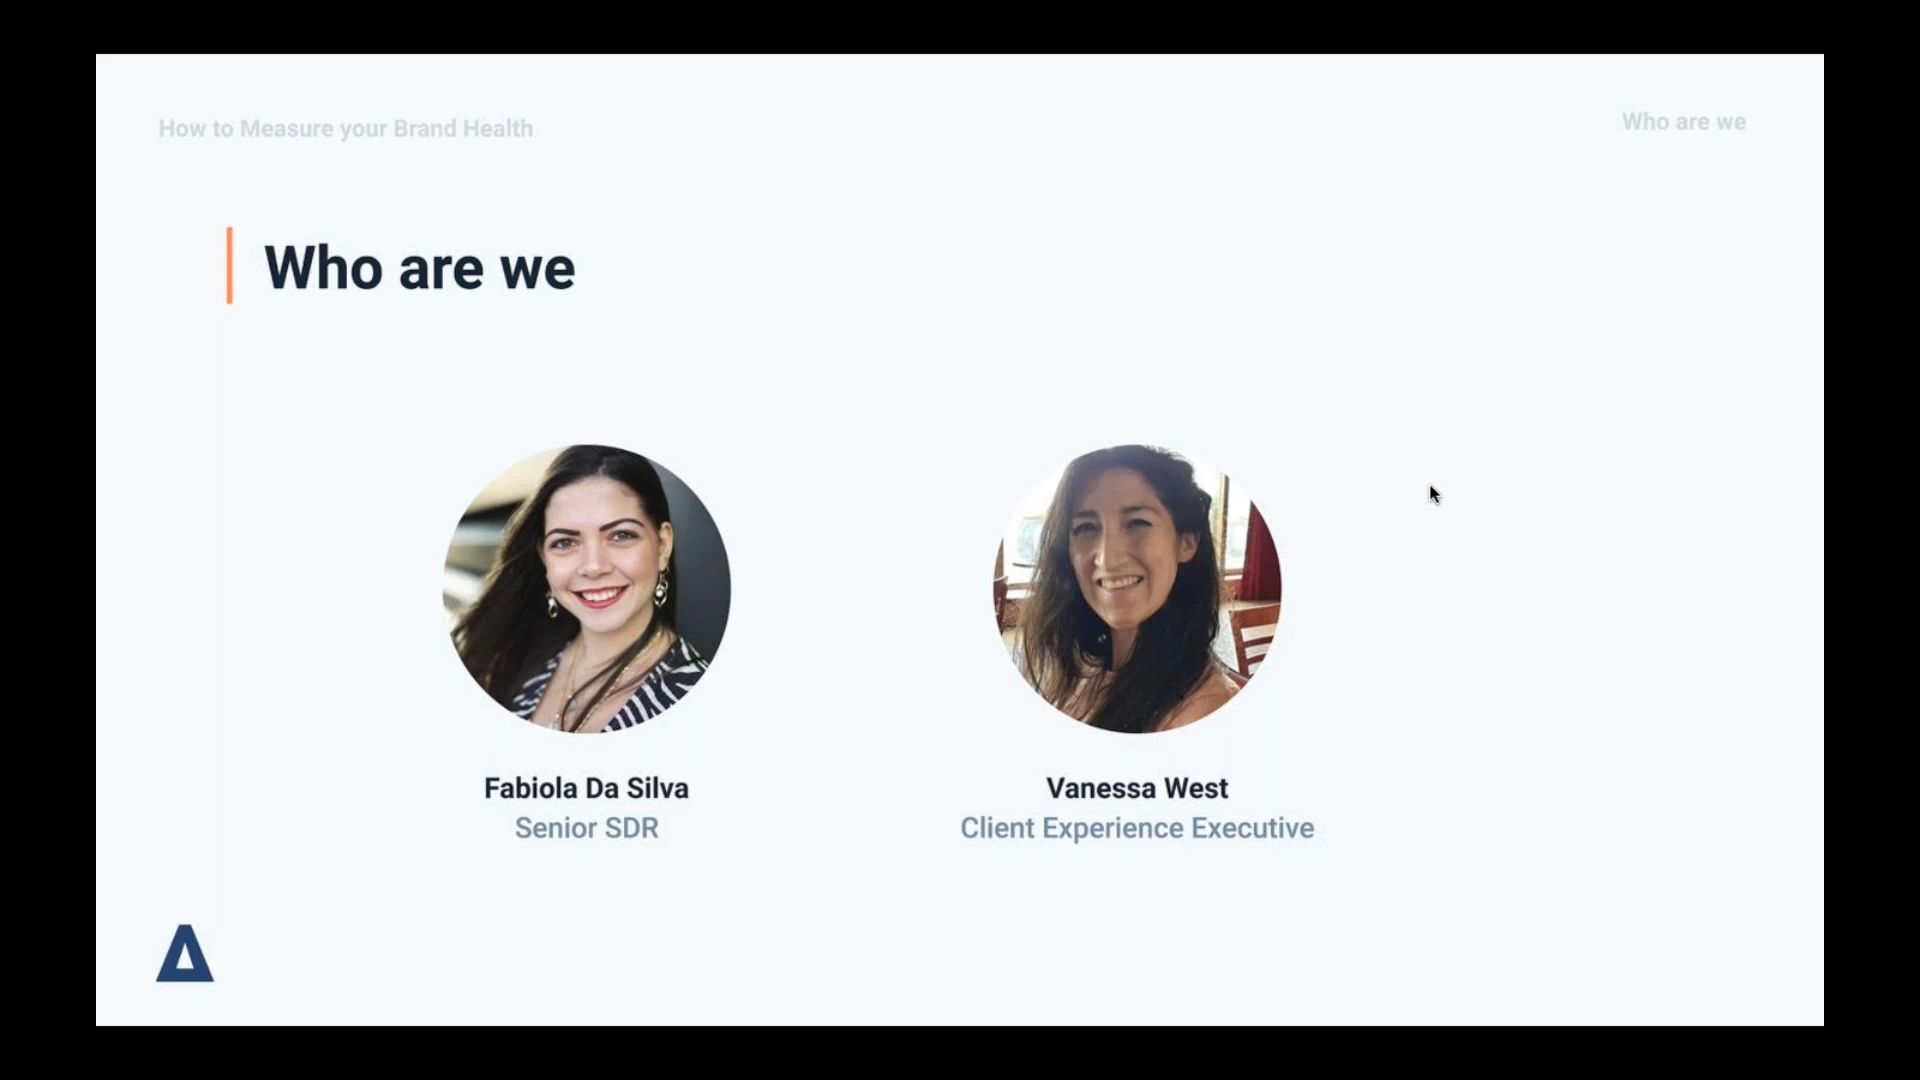 How to Measure your Brand Health
Who are we
Who are we
Fabiola Da Silva
Senior SDR
Vanessa West
Client Experience Executive